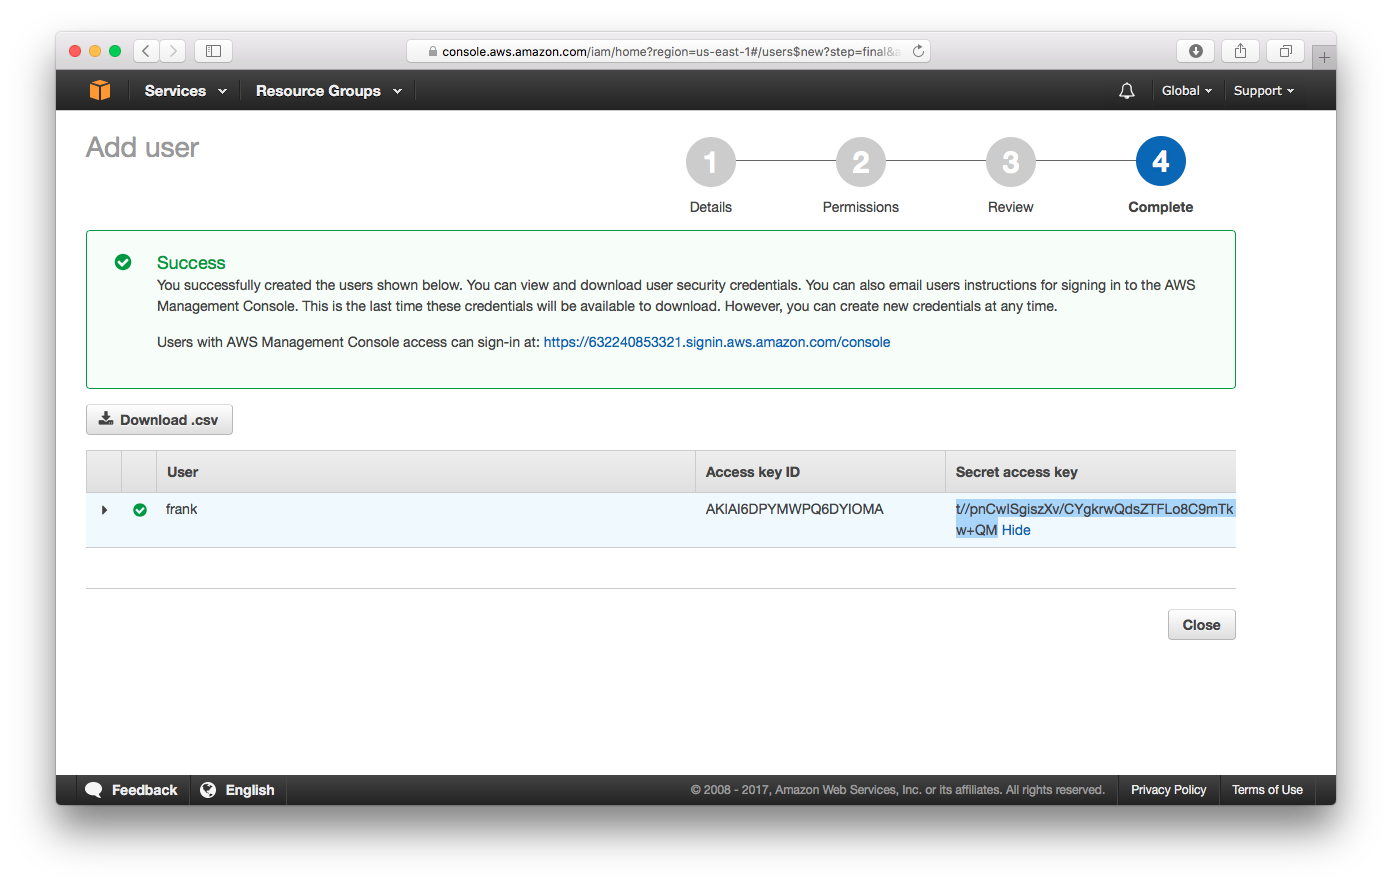 console.aws.amazon.com/iam/home?region=us-east-1#/users$new?step=final&a
Services
Resource Groups
Global
Support
Add user
1
2
3
4
Details
Permissions
Review
Complete
Success
You successfully created the users shown below. You can view and download user security credentials. You can also email users instructions for signing in to the AWS
Management Console. This is the last time these credentials will be available to download. However, you can create new credentials at any time.
Users with AWS Management Console access can sign-in at: https://632240853321.signin.aws.amazon.com/console
Download .csv
User
Access key ID
Secret access key
frank
AKIAI6DPYMWPQ6DYIOMA
t//pnCwlSgiszXv/CYgkrwQdsZTFLo8C9mTk
w+QM Hide
Close
Feedback
English
© 2008 - 2017, Amazon Web Services, Inc. or its affiliates. All rights reserved.
Privacy Policy
Terms of Use